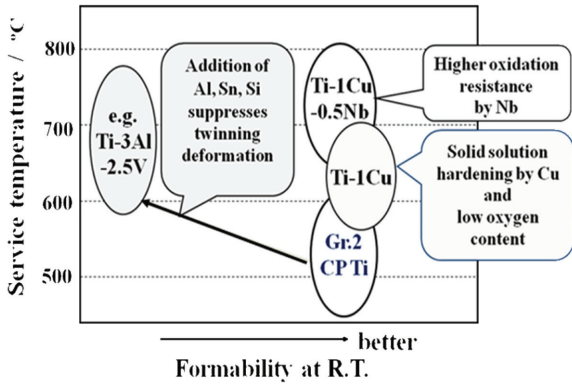 Service temperature / °C
800
700
600
500
Addition of
Al, Sn, Si
suppresses
twinning
deformation
e.g.
Ti-3Al
-2.5V
Ti-1Cu
-0.5Nb
Ti-1Cu
Gr.2
CP Ti
Higher oxidation
resistance
by Nb
Solid solution
hardening by Cu
and
low oxygen
content
better
Formability at R.T.